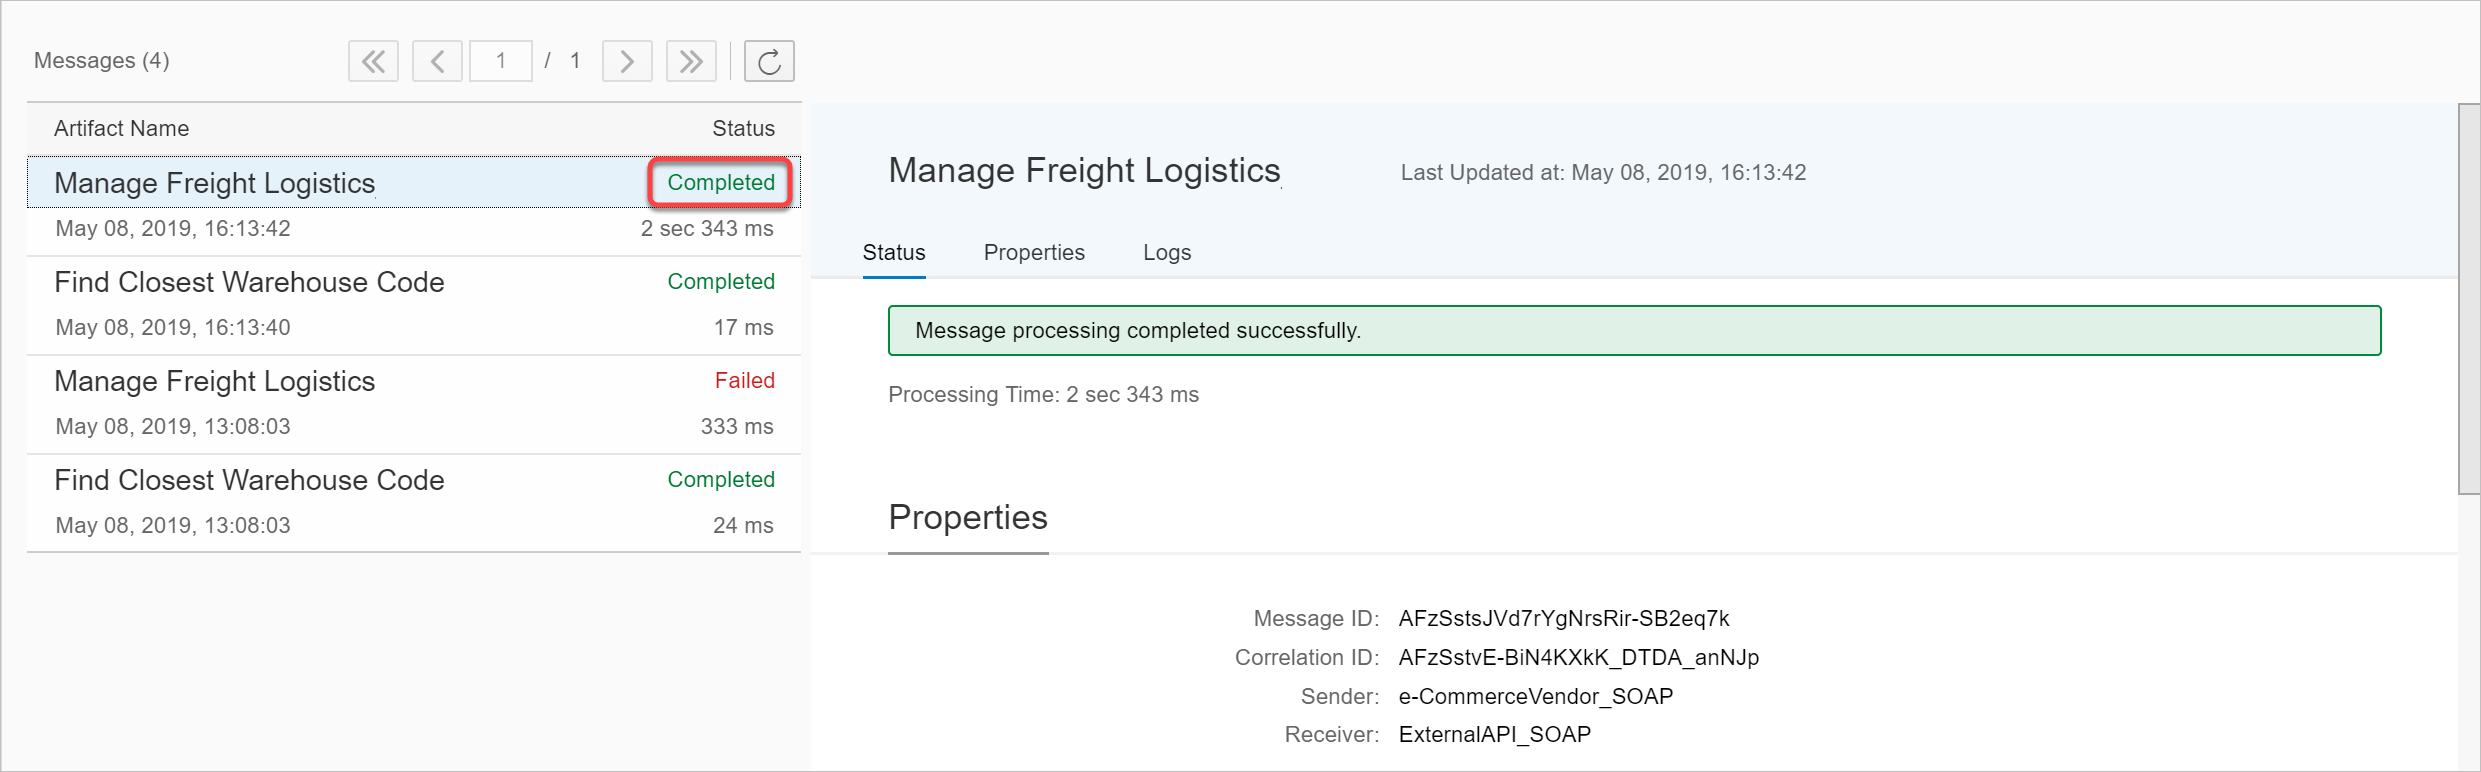 Messages (4)
1 / 1
Artifact Name Status
Manage Freight Logistics Completed
May 08, 2019, 16:13:42 2 sec 343 ms
Find Closest Warehouse Code Completed
May 08, 2019, 16:13:40 17 ms
Manage Freight Logistics Failed
May 08, 2019, 13:08:03 333 ms
Find Closest Warehouse Code Completed
May 08, 2019, 13:08:03 24 ms
Manage Freight Logistics Last Updated at: May 08, 2019, 16:13:42
Status Properties Logs
Message processing completed successfully.
Processing Time: 2 sec 343 ms
Properties
Message ID: AFzSstsJVd7rYgNrsRir-SB2eq7k
Correlation ID: AFzSstvE-BiN4KXkK_DTDA_anNJp
Sender: e-CommerceVendor_SOAP
Receiver: ExternalAPI_SOAP